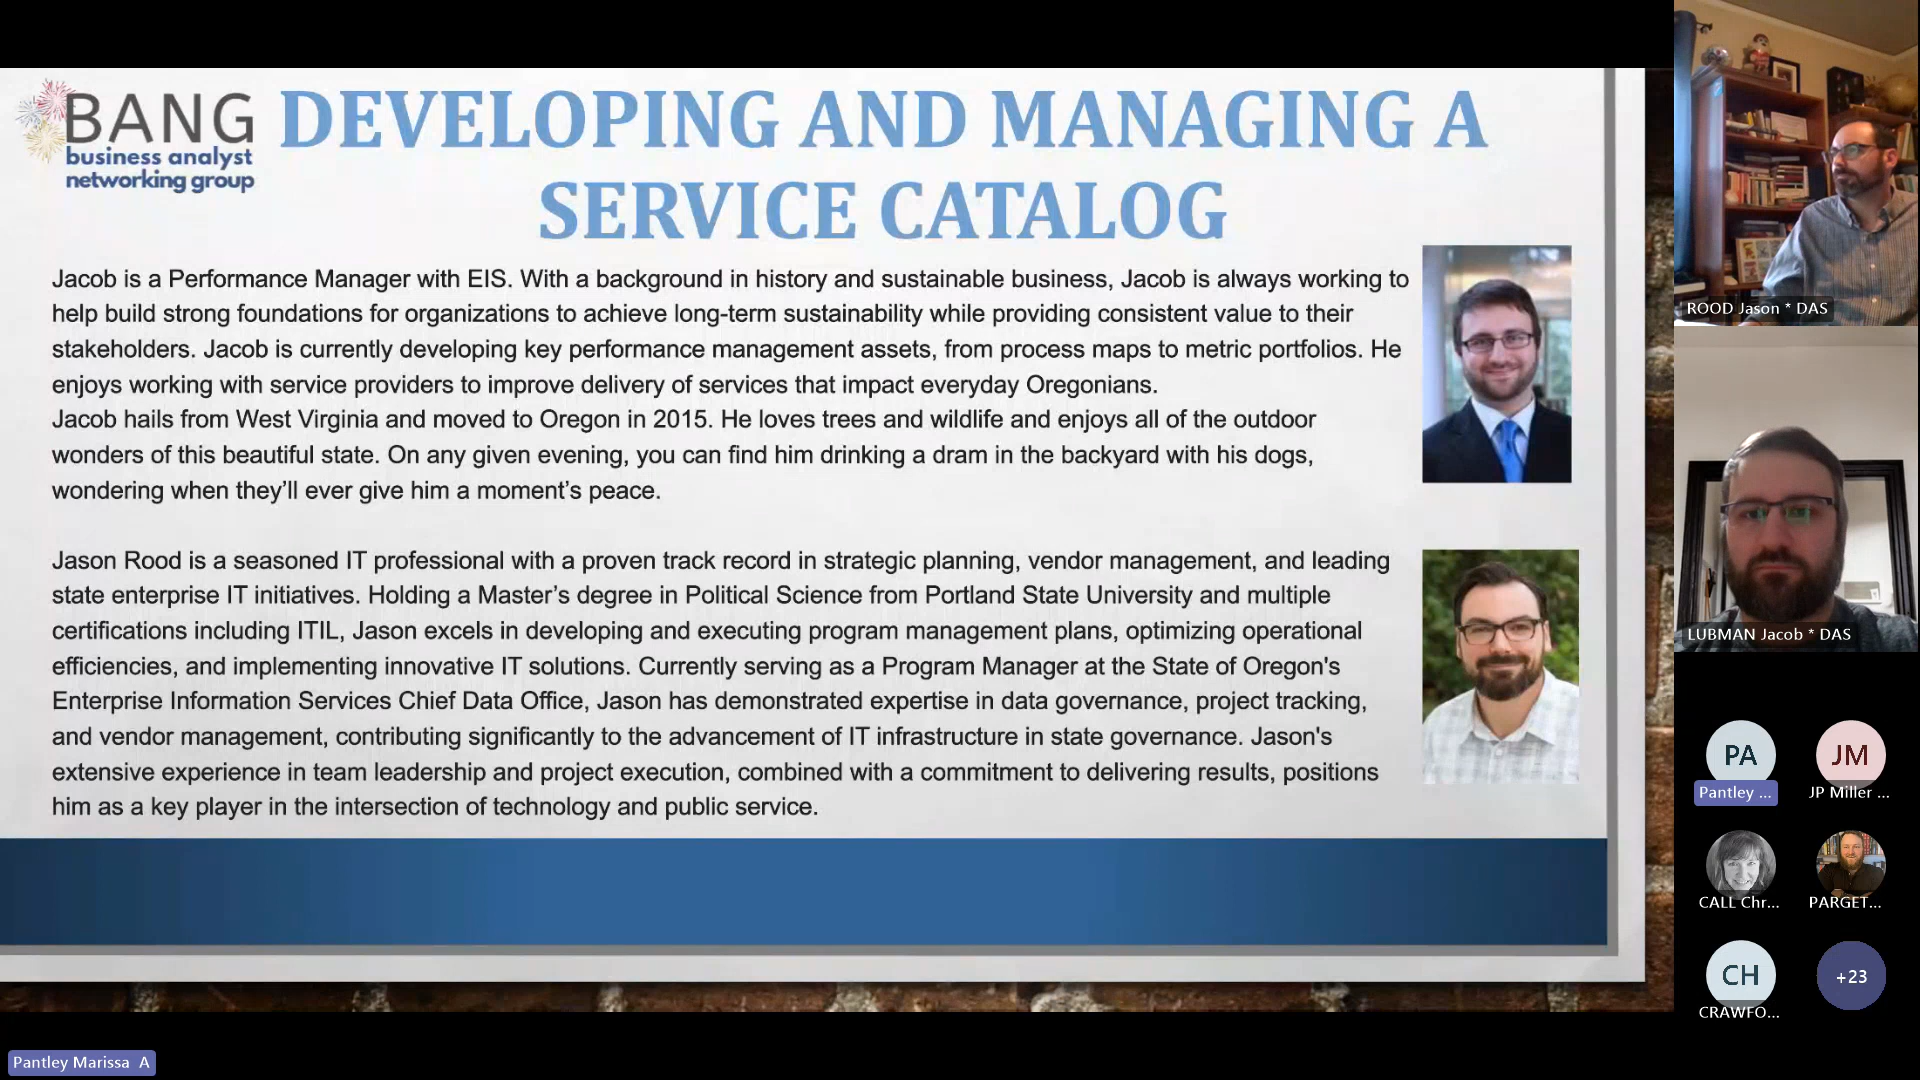 BANG
business analyst
networking group
DEVELOPING AND MANAGING A
SERVICE CATALOG
Jacob is a Performance Manager with EIS. With a background in history and sustainable business, Jacob is always working to
help build strong foundations for organizations to achieve long-term sustainability while providing consistent value to their
stakeholders. Jacob is currently developing key performance management assets, from process maps to metric portfolios. He
enjoys working with service providers to improve delivery of services that impact everyday Oregonians.
Jacob hails from West Virginia and moved to Oregon in 2015. He loves trees and wildlife and enjoys all of the outdoor
wonders of this beautiful state. On any given evening, you can find him drinking a dram in the backyard with his dogs,
wondering when they’ll ever give him a moment’s peace.
Jason Rood is a seasoned IT professional with a proven track record in strategic planning, vendor management, and leading
state enterprise IT initiatives. Holding a Master’s degree in Political Science from Portland State University and multiple
certifications including ITIL, Jason excels in developing and executing program management plans, optimizing operational
efficiencies, and implementing innovative IT solutions. Currently serving as a Program Manager at the State of Oregon's
Enterprise Information Services Chief Data Office, Jason has demonstrated expertise in data governance, project tracking,
and vendor management, contributing significantly to the advancement of IT infrastructure in state governance. Jason's
extensive experience in team leadership and project execution, combined with a commitment to delivering results, positions
him as a key player in the intersection of technology and public service.
ROOD Jason * DAS
LUBMAN Jacob * DAS
PA
JM
Pantley ...
JP Miller ...
CALL Chr...
PARGET...
CH
+23
CRAWFO...
Pantley Marissa A